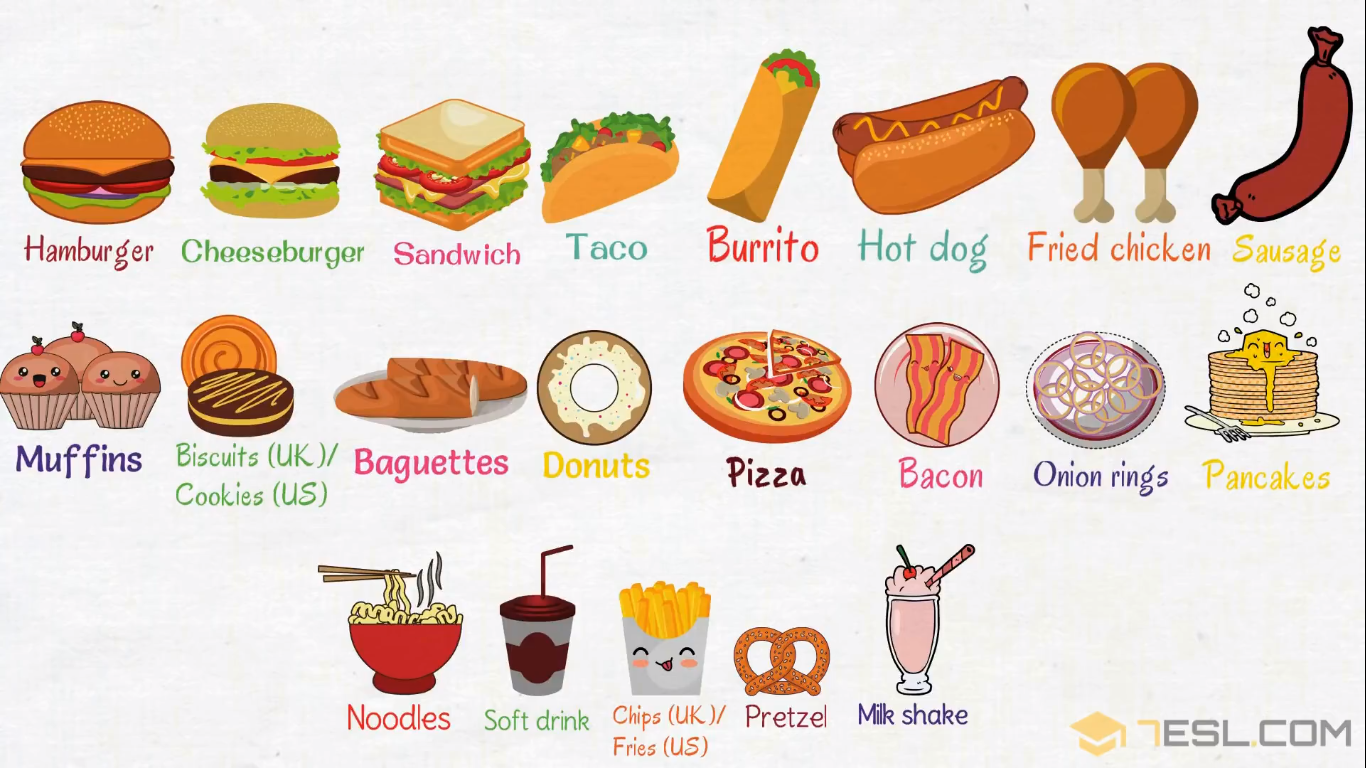 Hamburger
Cheeseburger
Sandwich
Taco
Burrito
Hot dog
Fried chicken
Sausage
Muffins
Biscuits (UK)/
Cookies (US)
Baguettes
Donuts
Pizza
Bacon
Onion rings
Pancakes
Noodles
Soft drink
Chips (UK)/
Fries (US)
Pretzel
Milk shake
7ESL.COM